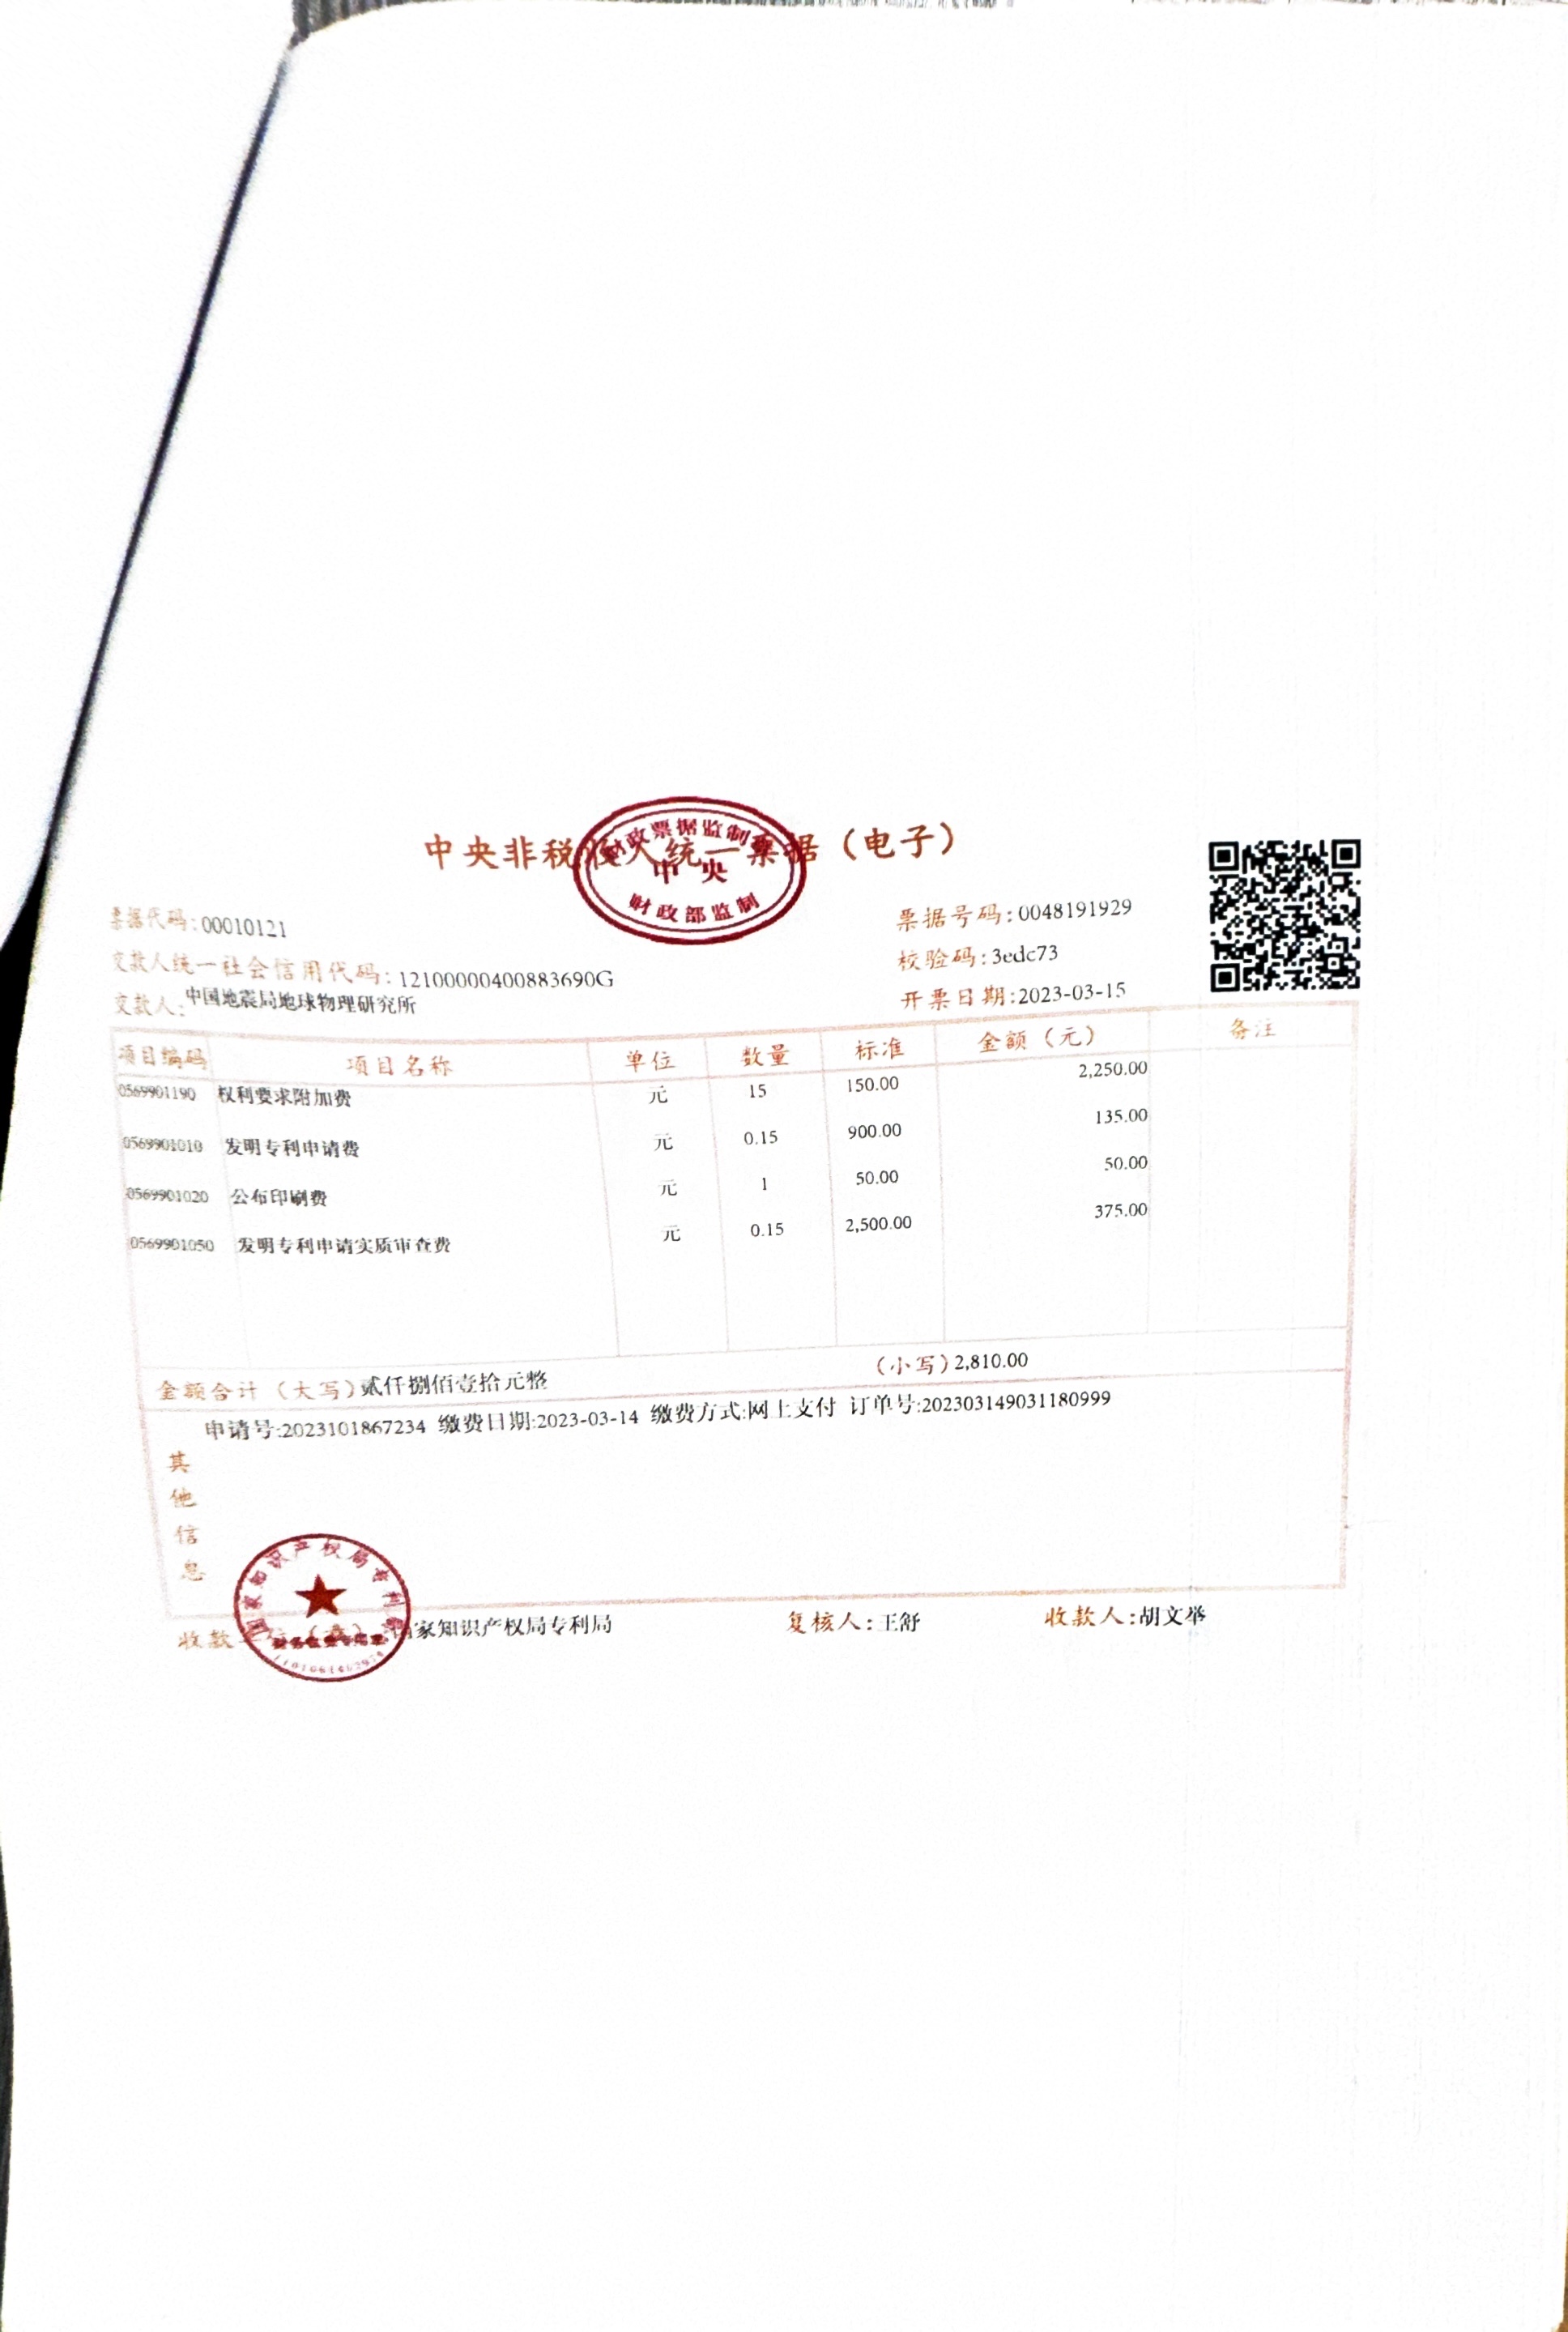 中央非税收入统一票据（电子）
财政票据监制章
中央
财政部监制
票据代码:00010121
票据号码:0048191929
交款人统一社会信用代码:12100000400883690G
校验码:3edc73
交款人:中国地震局地球物理研究所
开票日期:2023-03-15
项目编码 项目名称 单位 数量 标准 金额（元） 备注
0569901190 权利要求附加费 元 15 150.00 2,250.00
0569901010 发明专利申请费 元 0.15 900.00 135.00
0569901020 公布印刷费 元 1 50.00 50.00
0569901050 发明专利申请实质审查费 元 0.15 2,500.00 375.00
金额合计（大写）贰仟捌佰壹拾元整 （小写）2,810.00
申请号:2023101867234 缴费日期:2023-03-14 缴费方式:网上支付 订单号:202303149031180999
其他信息
国家知识产权局专利局
收款单位（章）:国家知识产权局专利局 复核人:王舒 收款人:胡文举